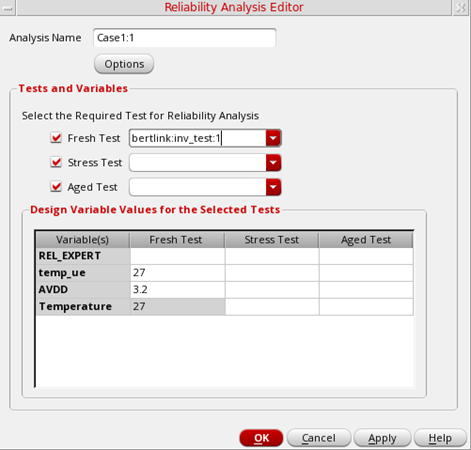 Reliability Analysis Editor
Analysis Name Case1:1
Options
Tests and Variables
Select the Required Test for Reliability Analysis
Fresh Test bertlink:inv_test:1
Stress Test
Aged Test
Design Variable Values for the Selected Tests
Variable(s) Fresh Test Stress Test Aged Test
REL_EXPERT
temp_ue 27
AVDD 3.2
Temperature 27
OK Cancel Apply Help